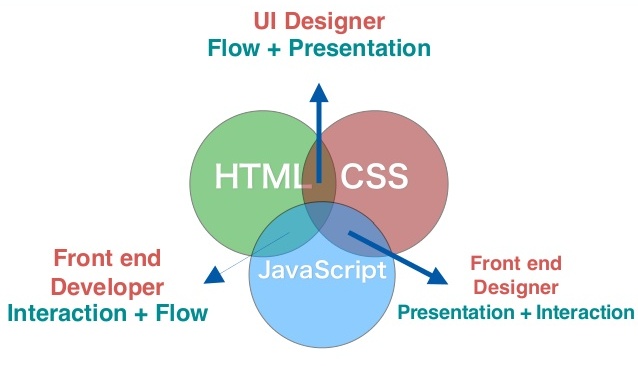 UI Designer
Flow + Presentation
HTML
CSS
JavaScript
Front end
Developer
Interaction + Flow
Front end
Designer
Presentation + Interaction